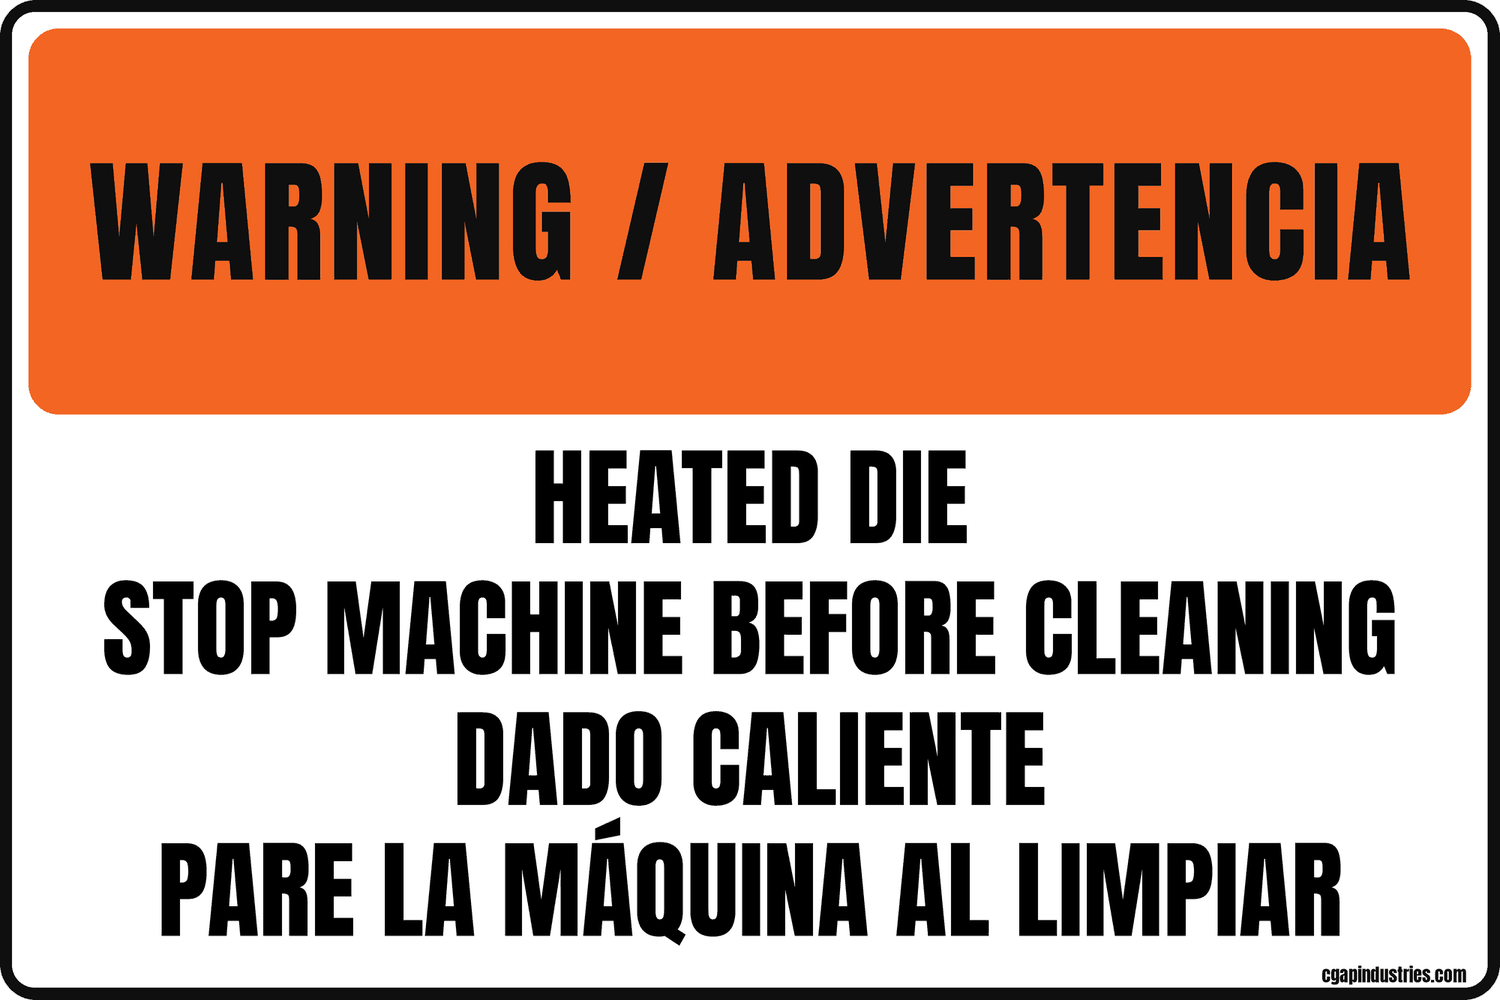 WARNING / ADVERTENCIA
HEATED DIE
STOP MACHINE BEFORE CLEANING
DADO CALIENTE
PARE LA MÁQUINA AL LIMPIAR
cgapindustries.com